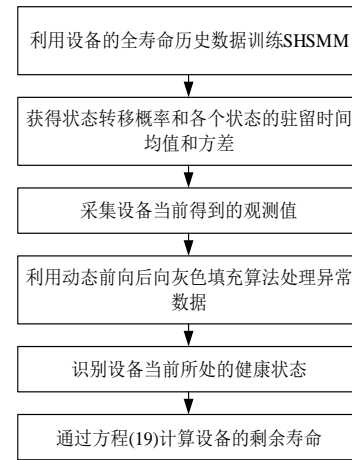 利用设备的全寿命历史数据训练SHSMM
获得状态转移概率和各个状态的驻留时间
均值和方差
采集设备当前得到的观测值
利用动态前向后向灰色填充算法处理异常
数据
识别设备当前所处的健康状态
通过方程(19)计算设备的剩余寿命